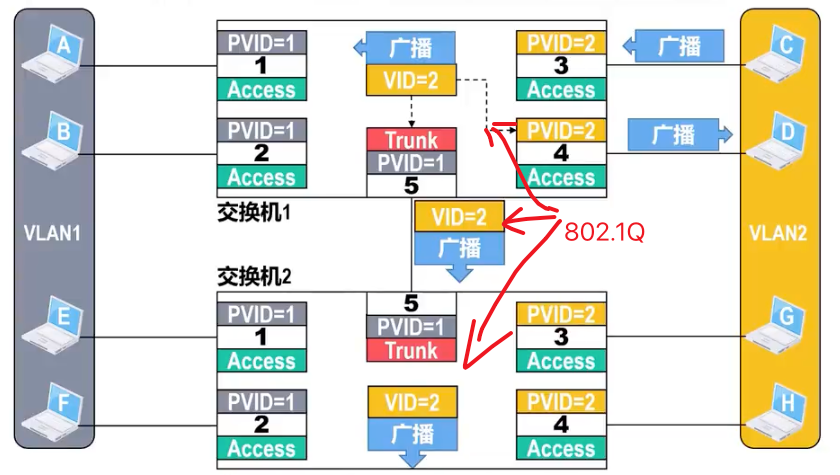 A
PVID=1
1
Access
广播
VID=2
PVID=2
3
Access
广播
C
B
PVID=1
2
Access
Trunk
PVID=1
5
PVID=2
4
Access
广播
D
VLAN1
交换机1
VID=2
广播
802.1Q
VLAN2
交换机2
E
PVID=1
1
Access
5
PVID=1
Trunk
PVID=2
3
Access
G
F
PVID=1
2
Access
VID=2
广播
PVID=2
4
Access
H